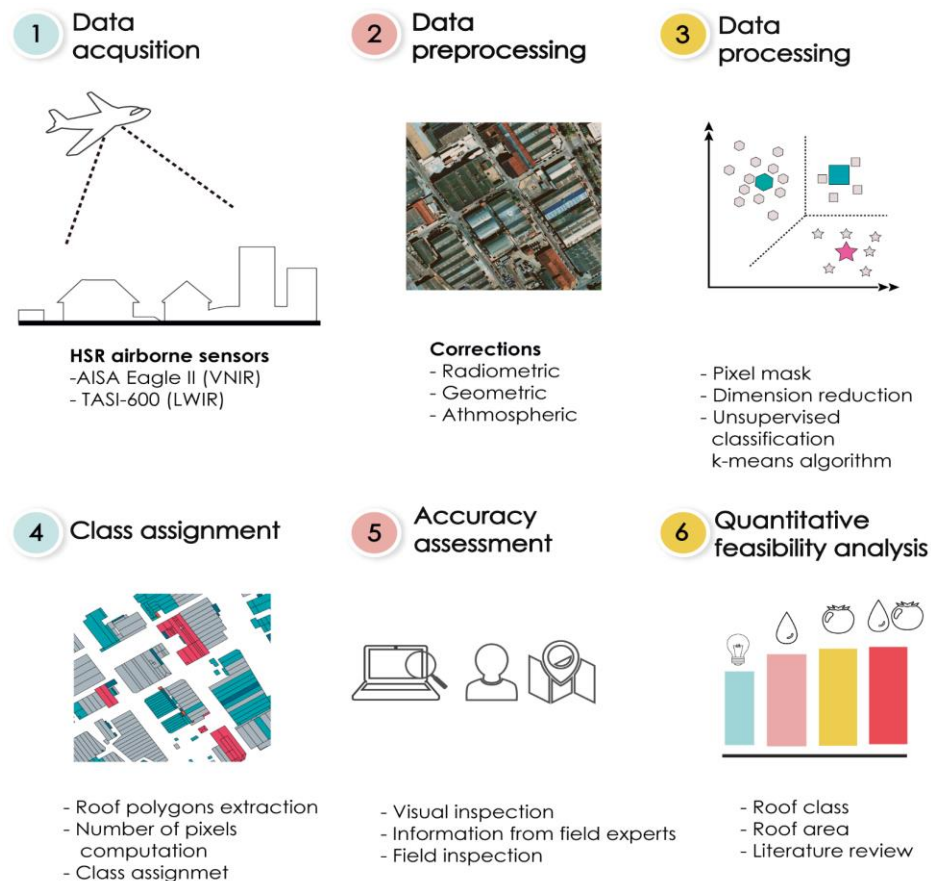 1 Data
acqusition
HSR airborne sensors
-AISA Eagle II (VNIR)
- TASI-600 (LWIR)
2 Data
preprocessing
Corrections
- Radiometric
- Geometric
- Athmospheric
3 Data
processing
- Pixel mask
- Dimension reduction
- Unsupervised
classification
k-means algorithm
4 Class assignment
- Roof polygons extraction
- Number of pixels
computation
- Class assignmet
5 Accuracy
assessment
- Visual inspection
- Information from field experts
- Field inspection
6 Quantitative
feasibility analysis
- Roof class
- Roof area
- Literature review